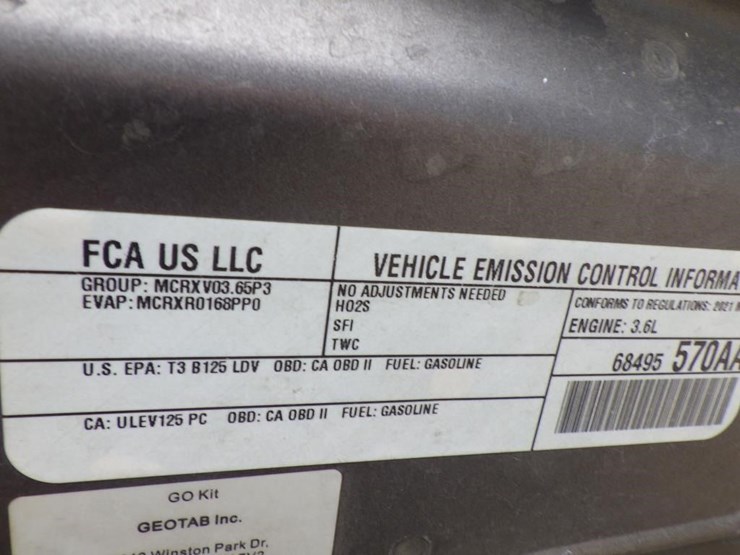 FCA US LLC
GROUP: MCRXV03.65P3
EVAP: MCRXR0168PP0
VEHICLE EMISSION CONTROL INFORMA
NO ADJUSTMENTS NEEDED
HO2S
SFI
TWC
CONFORMS TO REGULATIONS: 2021 M
ENGINE: 3.6L
U.S. EPA: T3 B125 LDV OBD: CA OBD II FUEL: GASOLINE
68495 570AA
CA: ULEV125 PC OBD: CA OBD II FUEL: GASOLINE
GO Kit
GEOTAB Inc.
Winston Park Dr.